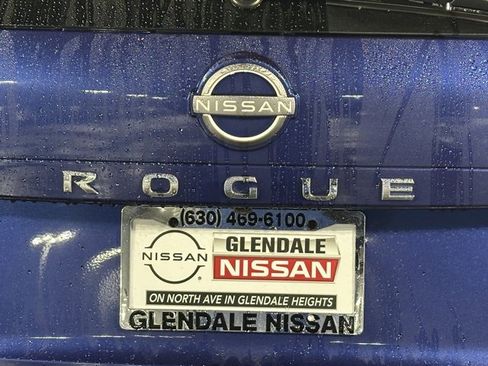 NISSAN
ROGUE
(630) 469-6100
NISSAN
GLENDALE
NISSAN
ON NORTH AVE IN GLENDALE HEIGHTS
GLENDALE NISSAN